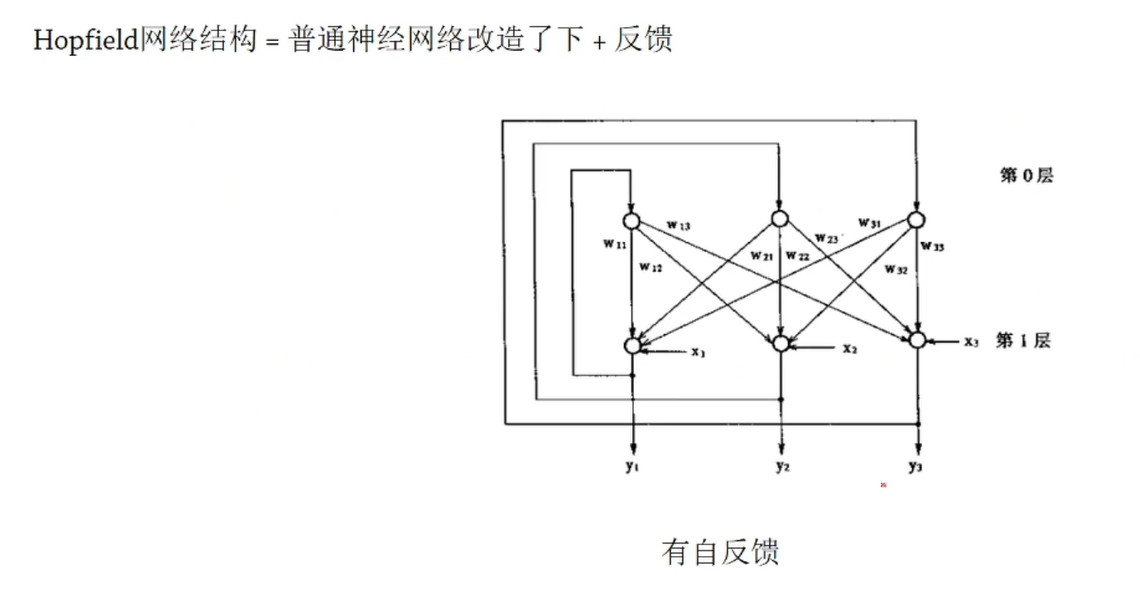 Hopfield网络结构 = 普通神经网络改造了下 + 反馈
第 0 层
w13
w31
w11
w23
w33
w12
w21
w22
w32
x1
x2
x3
第 1 层
y1
y2
y3
有自反馈